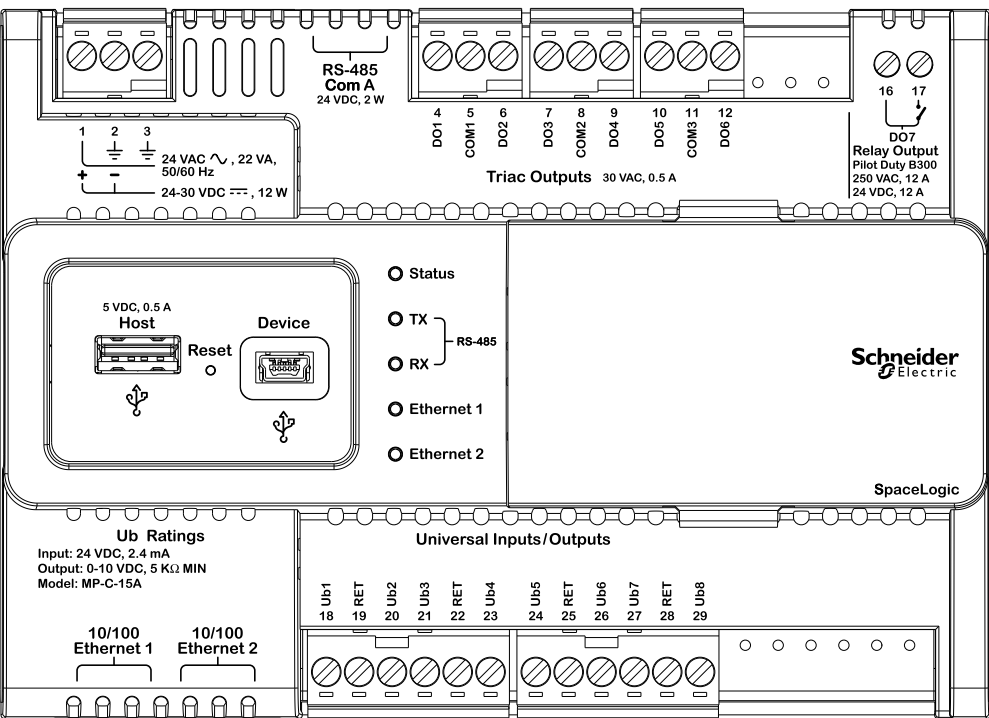 RS-485
Com A
24 VDC, 2 W
1 2 3
24 VAC ∿ , 22 VA,
50/60 Hz
+ −
24-30 VDC ⎓ , 12 W
4 5 6 7 8 9 10 11 12
DO1 COM1 DO2 DO3 COM2 DO4 DO5 COM3 DO6
Triac Outputs 30 VAC, 0.5 A
16 17
DO7
Relay Output
Pilot Duty B300
250 VAC, 12 A
24 VDC, 12 A
5 VDC, 0.5 A
Host
Reset
Device
Status
TX
RS-485
RX
Ethernet 1
Ethernet 2
Schneider
Electric
SpaceLogic
Ub Ratings
Input: 24 VDC, 2.4 mA
Output: 0-10 VDC, 5 KΩ MIN
Model: MP-C-15A
10/100
Ethernet 1
10/100
Ethernet 2
Universal Inputs/Outputs
Ub1 RET Ub2 Ub3 RET Ub4 Ub5 RET Ub6 Ub7 RET Ub8
18 19 20 21 22 23 24 25 26 27 28 29